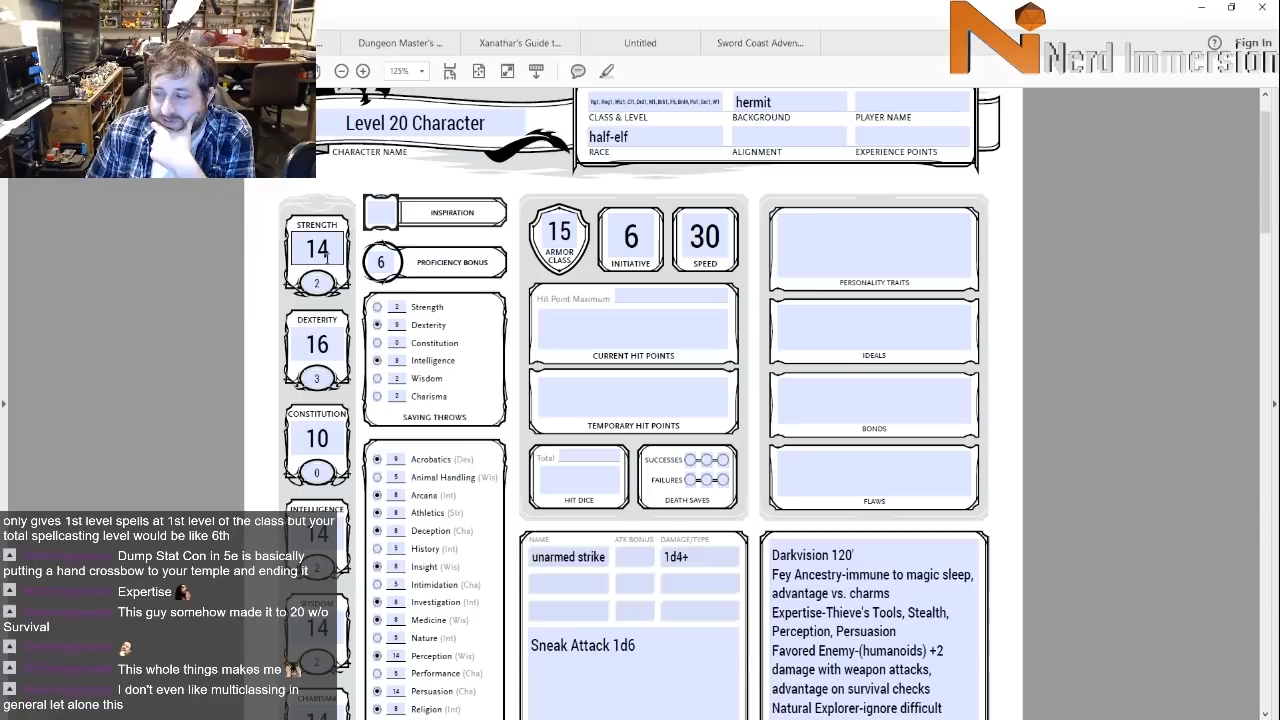 Dungeon Master's ...
Xanathar's Guide t...
Untitled
Sword Coast Adven...
Nerd Immersion
Sign In
125%
Level 20 Character
CHARACTER NAME
hermit
CLASS & LEVEL
BACKGROUND
PLAYER NAME
half-elf
RACE
ALIGNMENT
EXPERIENCE POINTS
STRENGTH
14
2
DEXTERITY
16
3
CONSTITUTION
10
0
INTELLIGENCE
14
2
WISDOM
14
2
CHARISMA
14
INSPIRATION
6 PROFICIENCY BONUS
2 Strength
9 Dexterity
0 Constitution
8 Intelligence
2 Wisdom
2 Charisma
SAVING THROWS
9 Acrobatics (Dex)
5 Animal Handling (Wis)
8 Arcana (Int)
8 Athletics (Str)
8 Deception (Cha)
5 History (Int)
8 Insight (Wis)
5 Intimidation (Cha)
8 Investigation (Int)
8 Medicine (Wis)
5 Nature (Int)
14 Perception (Wis)
5 Performance (Cha)
14 Persuasion (Cha)
8 Religion (Int)
15
ARMOR
CLASS
6
INITIATIVE
30
SPEED
Hit Point Maximum
CURRENT HIT POINTS
TEMPORARY HIT POINTS
Total
HIT DICE
SUCCESSES
FAILURES
DEATH SAVES
NAME ATK BONUS DAMAGE/TYPE
unarmed strike 1d4+
Sneak Attack 1d6
PERSONALITY TRAITS
IDEALS
BONDS
FLAWS
Darkvision 120'
Fey Ancestry-immune to magic sleep,
advantage vs. charms
Expertise-Thieve's Tools, Stealth,
Perception, Persuasion
Favored Enemy-(humanoids) +2
damage with weapon attacks,
advantage on survival checks
Natural Explorer-ignore difficult
only gives 1st level spells at 1st level of the class but your
total spellcasting level would be like 6th
Dump Stat Con in 5e is basically
putting a hand crossbow to your temple and ending it
Expertise
This guy somehow made it to 20 w/o
Survival
This whole things makes me
I don't even like multiclassing in
general let alone this